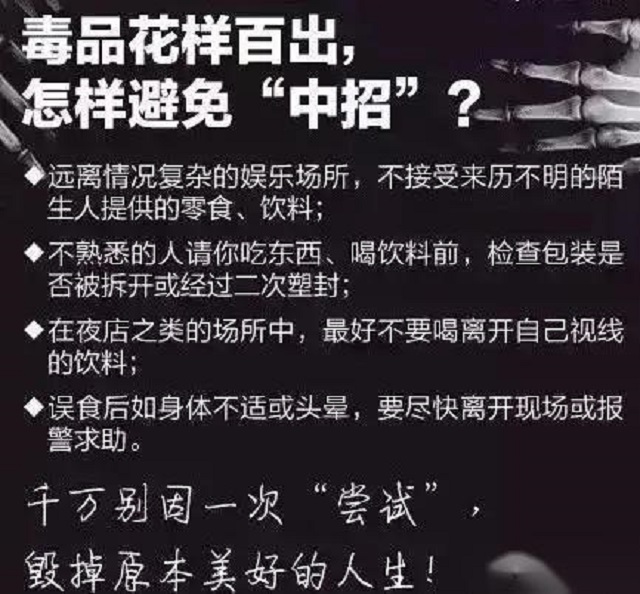 毒品花样百出，
怎样避免“中招”？
◆远离情况复杂的娱乐场所，不接受来历不明的陌
生人提供的零食、饮料；
◆不熟悉的人请你吃东西、喝饮料前，检查包装是
否被拆开或经过二次塑封；
◆在夜店之类的场所中，最好不要喝离开自己视线
的饮料；
◆误食后如身体不适或头晕，要尽快离开现场或报
警求助。
千万别因一次“尝试”，
毁掉原本美好的人生！